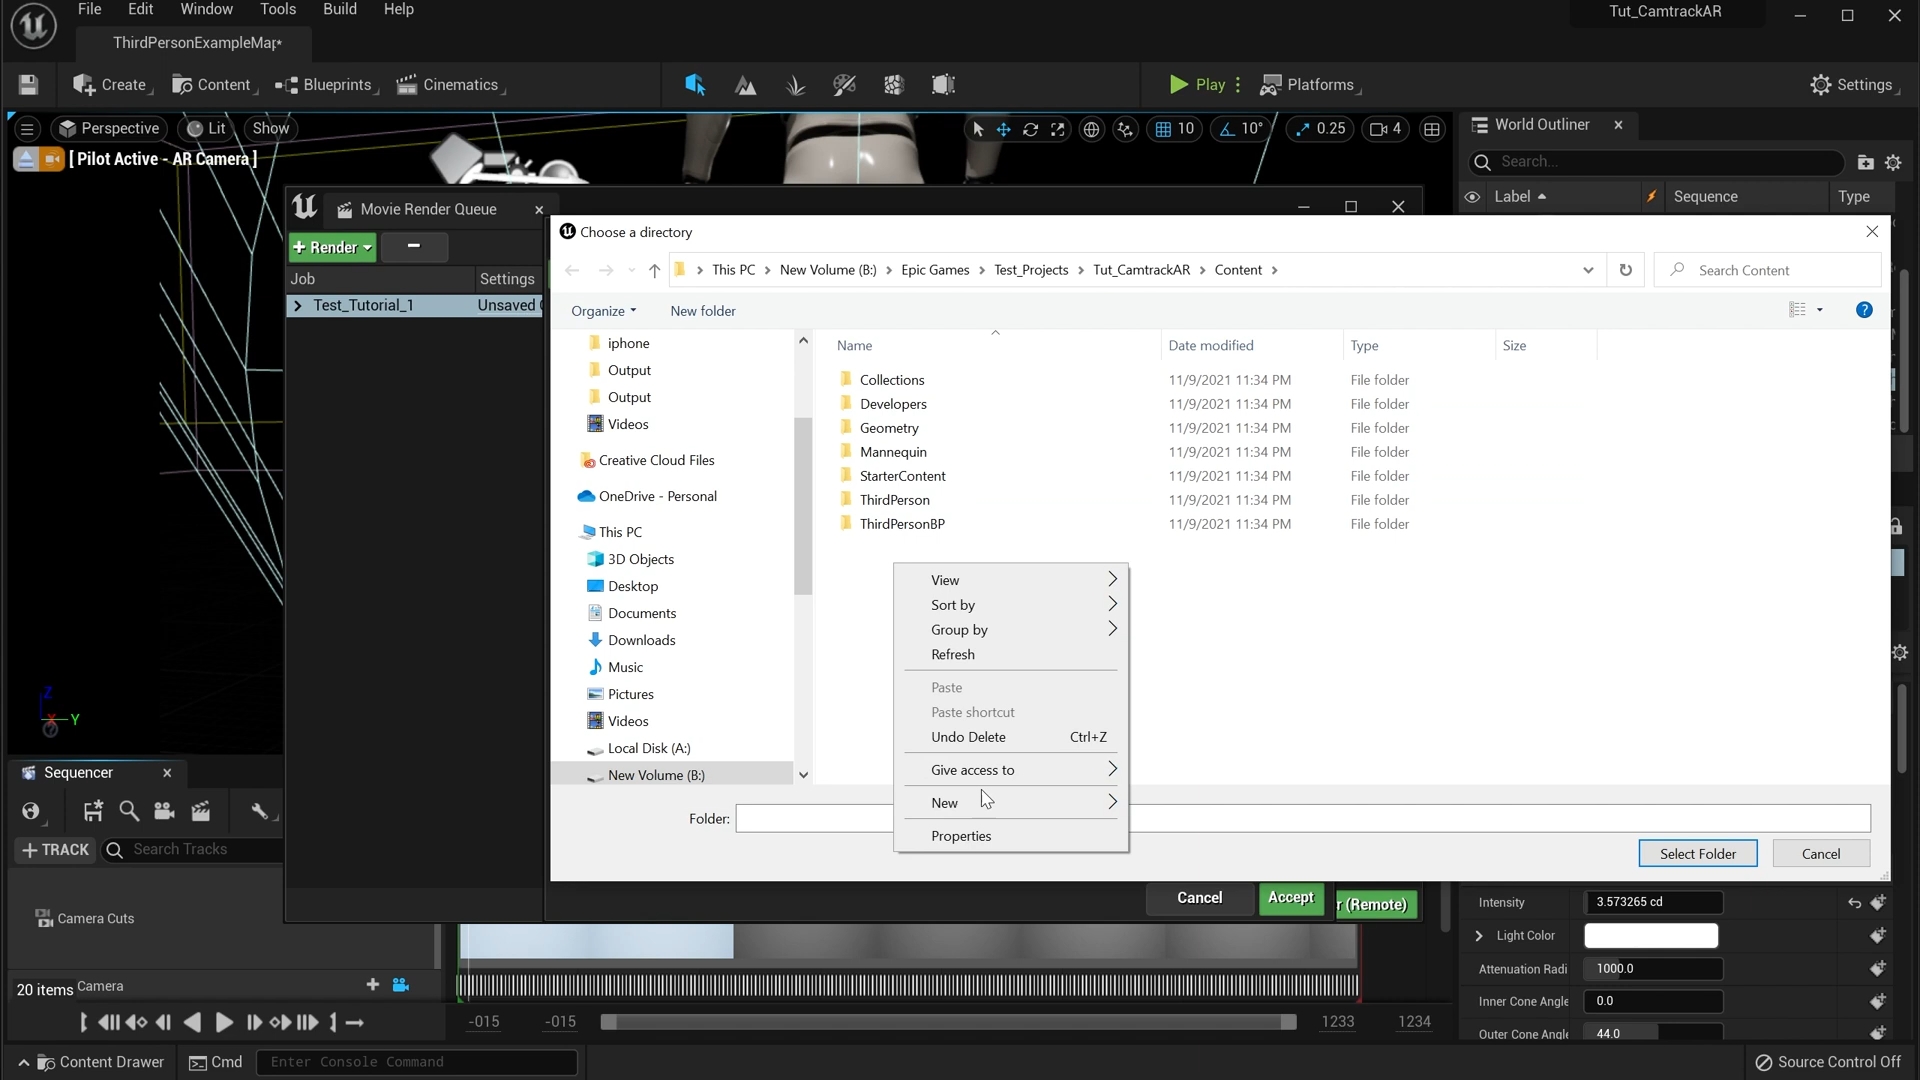 File Edit Window Tools Build Help
Tut_CamtrackAR
ThirdPersonExampleMap*
Create Content Blueprints Cinematics Play Platforms Settings
Perspective Lit Show 10 10° 0.25 4
[ Pilot Active - AR Camera ]
World Outliner
Search...
Label Sequence Type
Movie Render Queue
+ Render
Job Settings
Test_Tutorial_1 Unsaved
Choose a directory
This PC > New Volume (B:) > Epic Games > Test_Projects > Tut_CamtrackAR > Content >
Search Content
Organize New folder
iphone
Output
Output
Videos
Creative Cloud Files
OneDrive - Personal
This PC
3D Objects
Desktop
Documents
Downloads
Music
Pictures
Videos
Local Disk (A:)
New Volume (B:)
Name Date modified Type Size
Collections 11/9/2021 11:34 PM File folder
Developers 11/9/2021 11:34 PM File folder
Geometry 11/9/2021 11:34 PM File folder
Mannequin 11/9/2021 11:34 PM File folder
StarterContent 11/9/2021 11:34 PM File folder
ThirdPerson 11/9/2021 11:34 PM File folder
ThirdPersonBP 11/9/2021 11:34 PM File folder
View
Sort by
Group by
Refresh
Paste
Paste shortcut
Undo Delete Ctrl+Z
Give access to
New
Properties
Folder:
Select Folder Cancel
Cancel Accept r (Remote)
Z
X Y
Sequencer
+ TRACK Search Tracks
Camera Cuts
20 items Camera
-015 -015 1233 1234
Intensity 3.573265 cd
Light Color
Attenuation Radi 1000.0
Inner Cone Angle 0.0
Outer Cone Angle 44.0
Content Drawer Cmd Enter Console Command Source Control Off